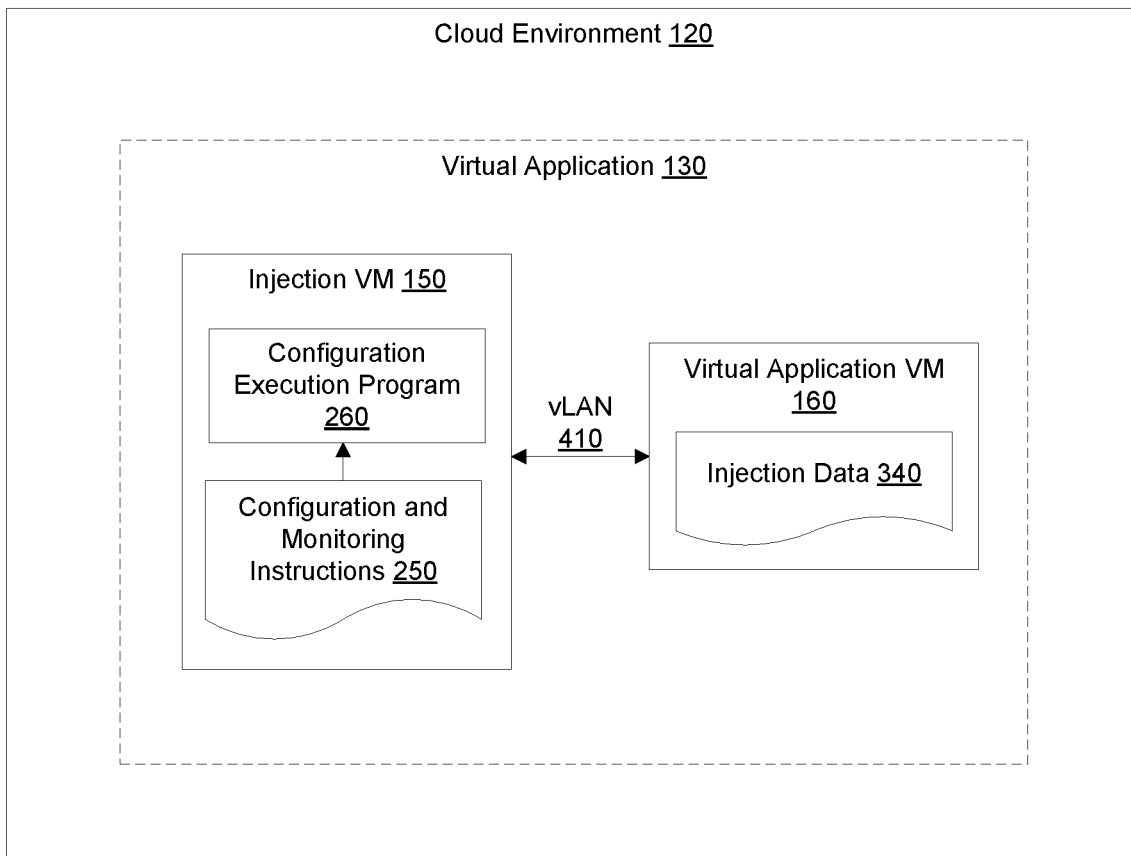 Cloud Environment 120
Virtual Application 130
Injection VM 150
Configuration
Execution Program
260
Configuration and
Monitoring
Instructions 250
vLAN
410
Virtual Application VM
160
Injection Data 340